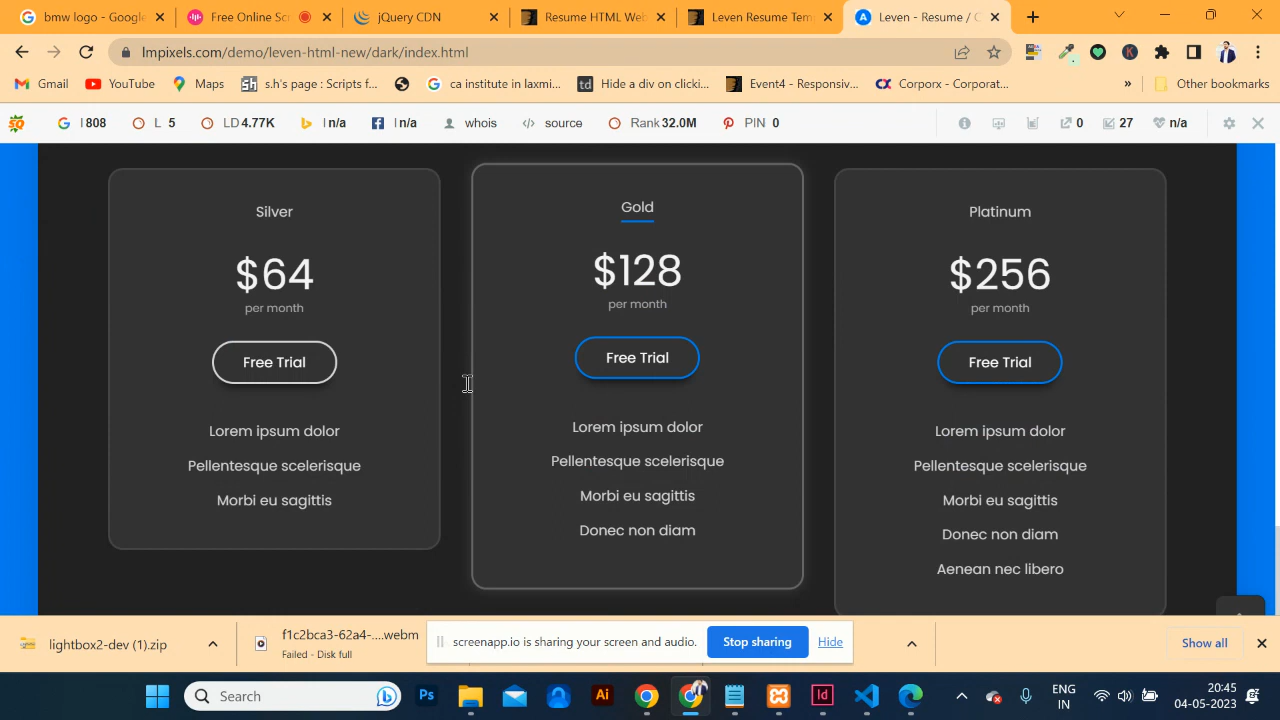 bmw logo - Google
Free Online Scr
jQuery CDN
Resume HTML Web
Leven Resume Tem
Leven - Resume / C
lmpixels.com/demo/leven-html-new/dark/index.html
Gmail
YouTube
Maps
s.h's page : Scripts f...
ca institute in laxmi...
Hide a div on clicki...
Event4 - Responsiv...
Corporx - Corporat...
»
Other bookmarks
I 808
L 5
LD 4.77K
I n/a
I n/a
whois
source
Rank 32.0M
PIN 0
0
27
n/a
Silver
$64
per month
Free Trial
Lorem ipsum dolor
Pellentesque scelerisque
Morbi eu sagittis
Gold
$128
per month
Free Trial
Lorem ipsum dolor
Pellentesque scelerisque
Morbi eu sagittis
Donec non diam
Platinum
$256
per month
Free Trial
Lorem ipsum dolor
Pellentesque scelerisque
Morbi eu sagittis
Donec non diam
Aenean nec libero
lightbox2-dev (1).zip
f1c2bca3-62a4-....webm
Failed - Disk full
screenapp.io is sharing your screen and audio.
Stop sharing
Hide
Show all
Search
Ps
Ai
Id
ENG
IN
20:45
04-05-2023